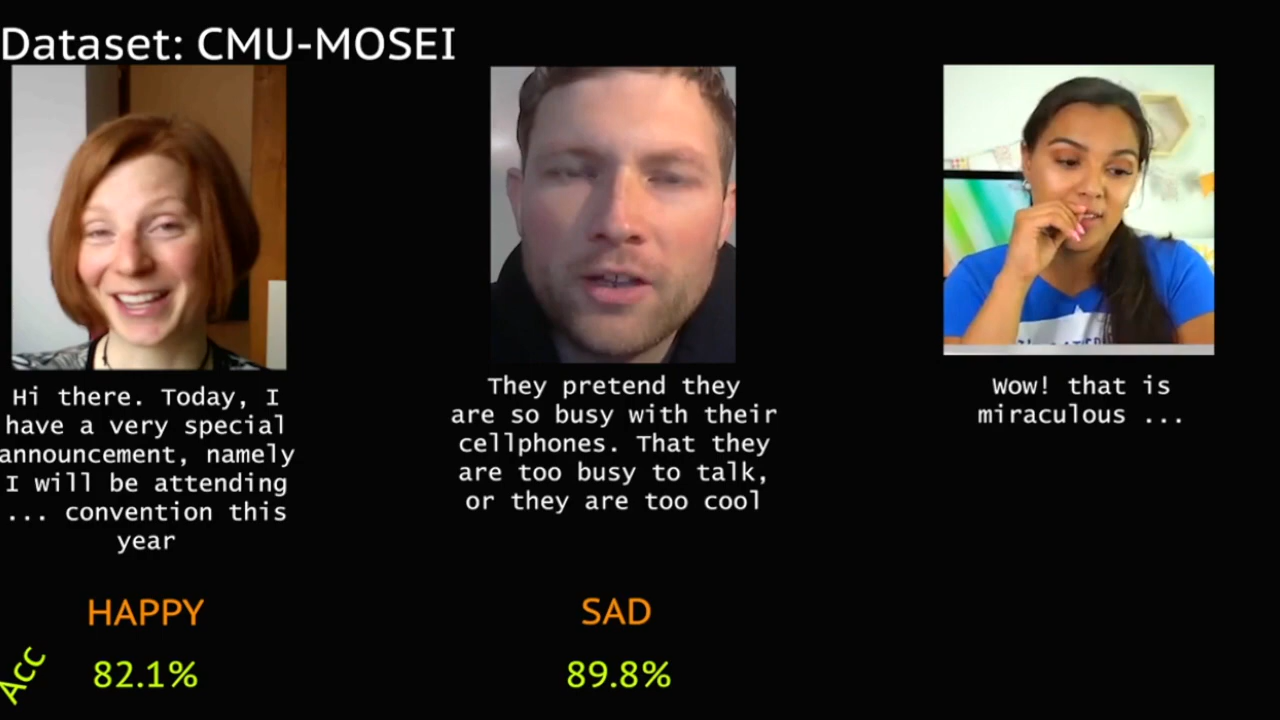 Dataset: CMU-MOSEI
Hi there. Today, I
have a very special
announcement, namely
I will be attending
... convention this
year
They pretend they
are so busy with their
cellphones. That they
are too busy to talk,
or they are too cool
Wow! that is
miraculous ...
HAPPY
SAD
Acc
82.1%
89.8%